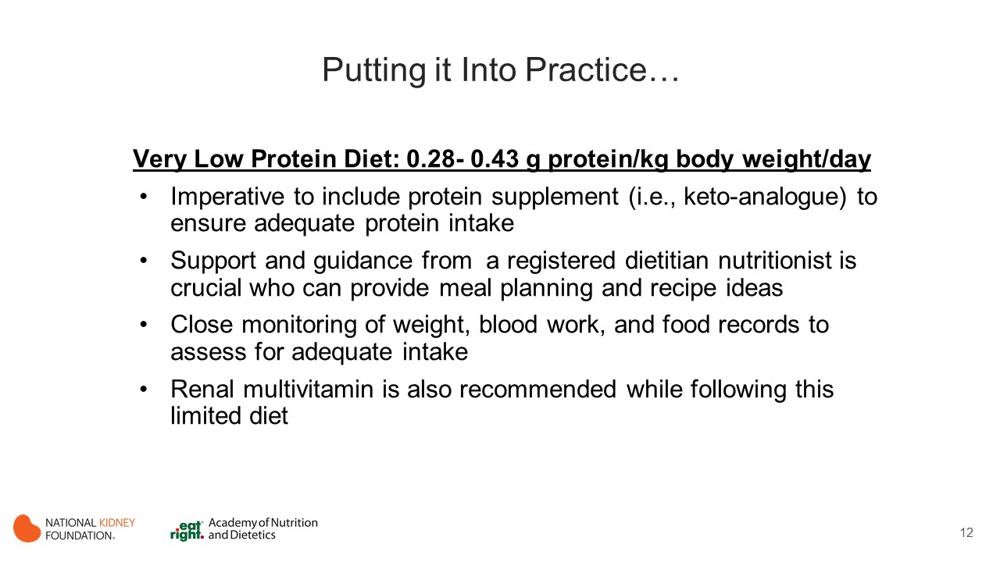 Putting it Into Practice…
Very Low Protein Diet: 0.28- 0.43 g protein/kg body weight/day
• Imperative to include protein supplement (i.e., keto-analogue) to
ensure adequate protein intake
• Support and guidance from  a registered dietitian nutritionist is
crucial who can provide meal planning and recipe ideas
• Close monitoring of weight, blood work, and food records to
assess for adequate intake
• Renal multivitamin is also recommended while following this
limited diet
NATIONAL KIDNEY
FOUNDATION®
eat
right.
Academy of Nutrition
and Dietetics
12